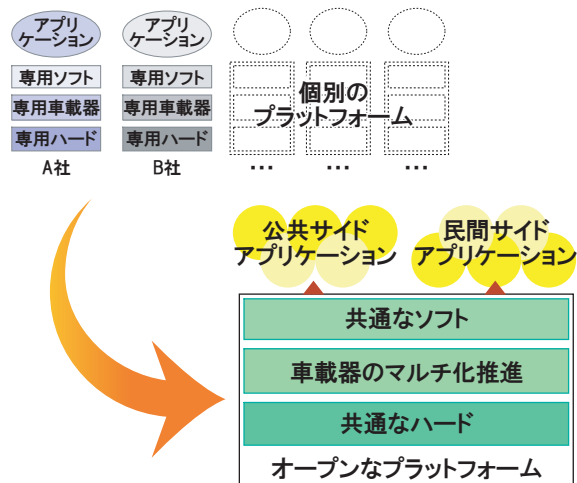 アプリ
ケーション
専用ソフト
専用車載器
専用ハード
A社
アプリ
ケーション
専用ソフト
専用車載器
専用ハード
B社
個別の
プラットフォーム
…
…
…
公共サイド
アプリケーション
民間サイド
アプリケーション
共通なソフト
車載器のマルチ化推進
共通なハード
オープンなプラットフォーム